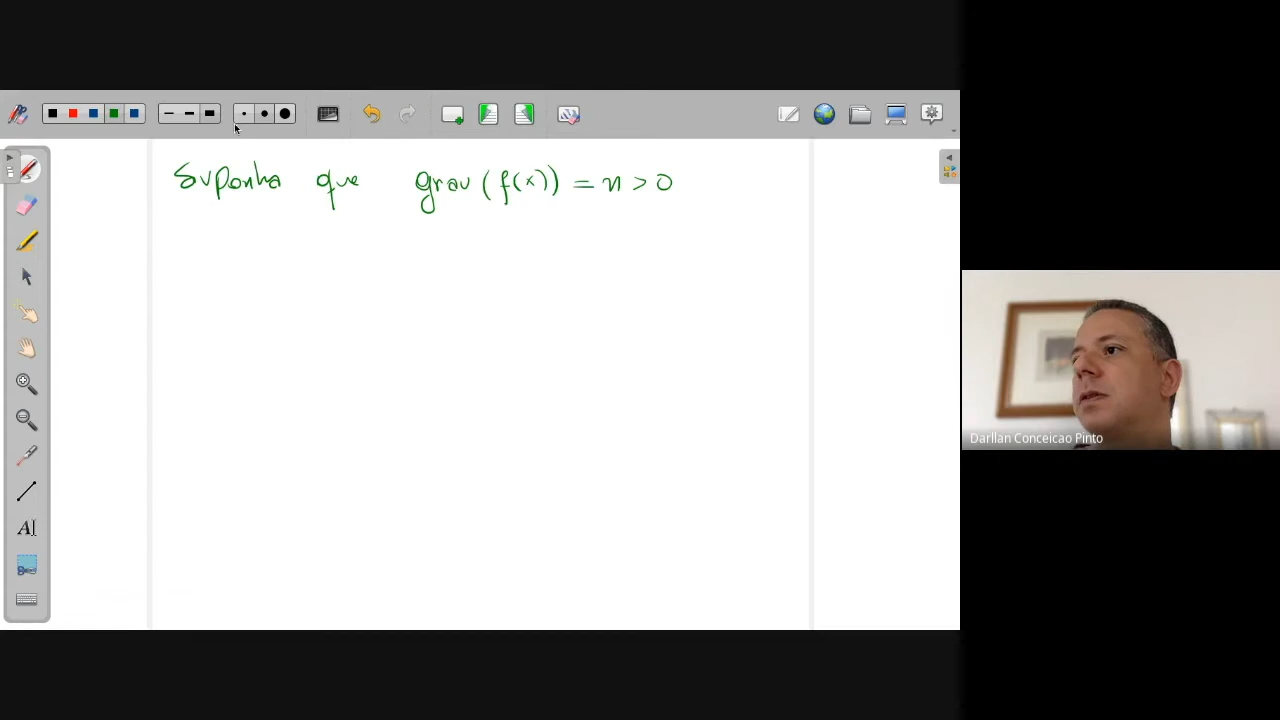 Suponha que grau (f(x)) = n > 0
Darllan Conceicao Pinto